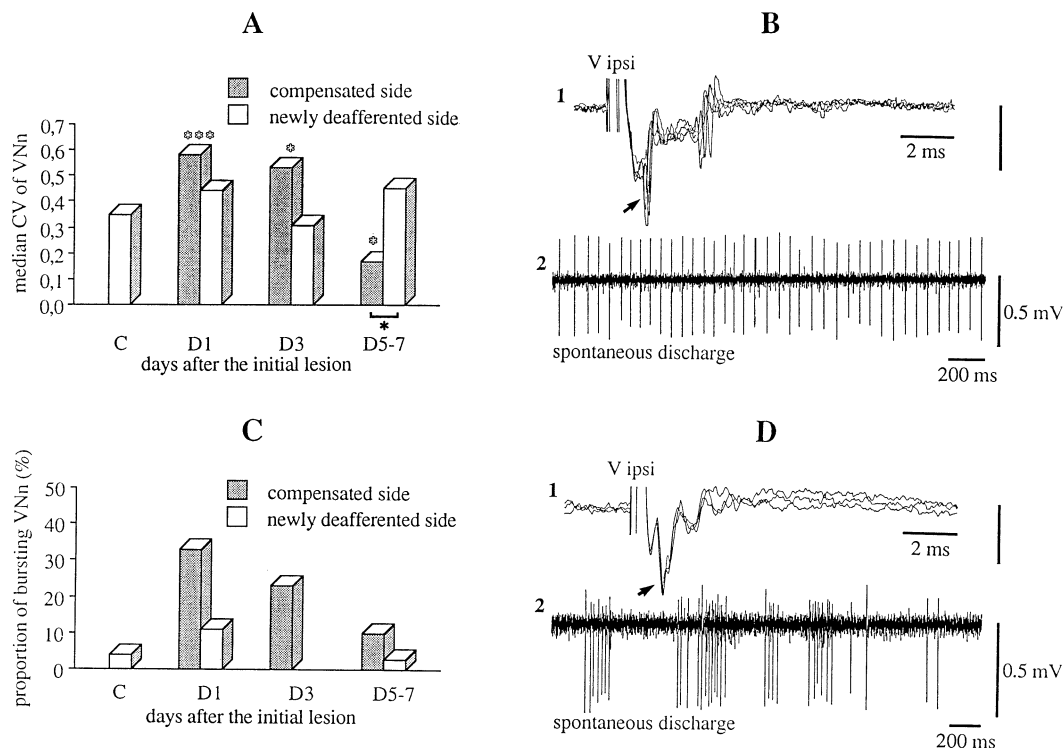 A
compensated side
newly deafferented side
median CV of VNn
0,7
0,6
0,5
0,4
0,3
0,2
0,1
0,0
C D1 D3 D5-7
*
days after the initial lesion
B
V ipsi
1
2 ms
2
0.5 mV
spontaneous discharge
200 ms
C
compensated side
newly deafferented side
proportion of bursting VNn (%)
50
40
30
20
10
0
C D1 D3 D5-7
days after the initial lesion
D
V ipsi
1
2 ms
2
0.5 mV
spontaneous discharge
200 ms